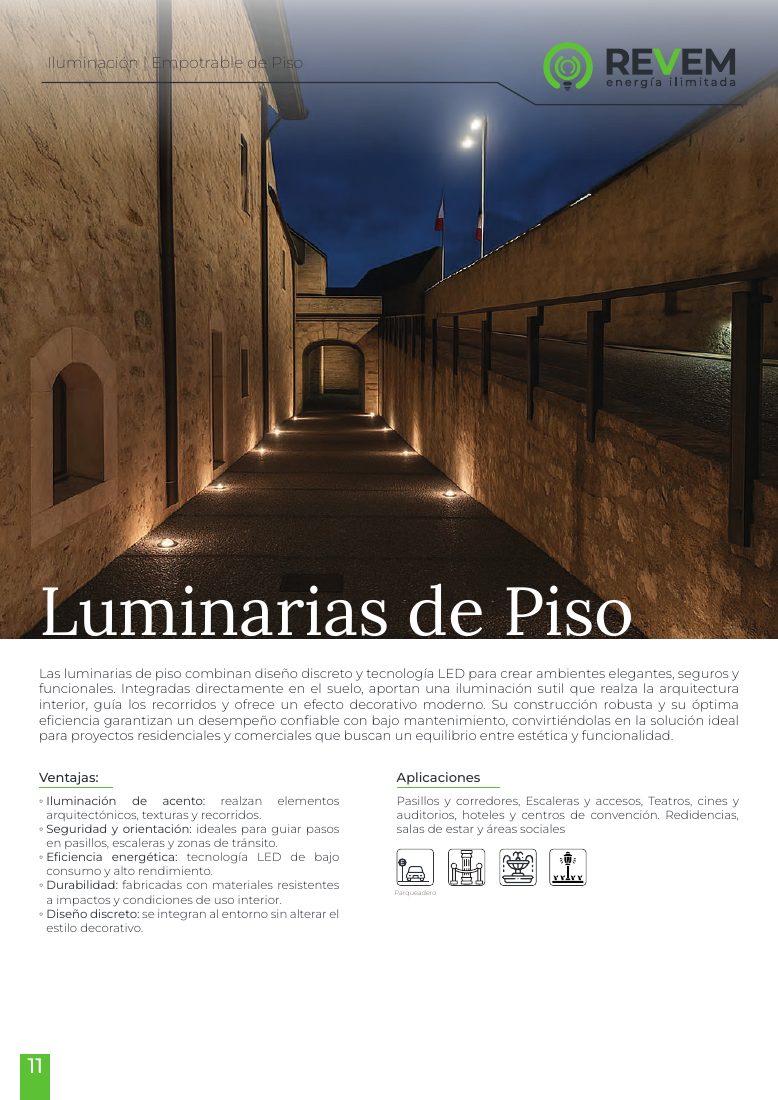 Iluminación | Empotrable de Piso
REVEM
energía ilimitada
Luminarias de Piso
Las luminarias de piso combinan diseño discreto y tecnología LED para crear ambientes elegantes, seguros y
funcionales. Integradas directamente en el suelo, aportan una iluminación sutil que realza la arquitectura
interior, guía los recorridos y ofrece un efecto decorativo moderno. Su construcción robusta y su óptima
eficiencia garantizan un desempeño confiable con bajo mantenimiento, convirtiéndolas en la solución ideal
para proyectos residenciales y comerciales que buscan un equilibrio entre estética y funcionalidad.
Ventajas:
◦ Iluminación de acento: realzan elementos
arquitectónicos, texturas y recorridos.
◦ Seguridad y orientación: ideales para guiar pasos
en pasillos, escaleras y zonas de tránsito.
◦ Eficiencia energética: tecnología LED de bajo
consumo y alto rendimiento.
◦ Durabilidad: fabricadas con materiales resistentes
a impactos y condiciones de uso interior.
◦ Diseño discreto: se integran al entorno sin alterar el
estilo decorativo.
Aplicaciones
Pasillos y corredores, Escaleras y accesos, Teatros, cines y
auditorios, hoteles y centros de convención. Redidencias,
salas de estar y áreas sociales
E
Parqueadero
11